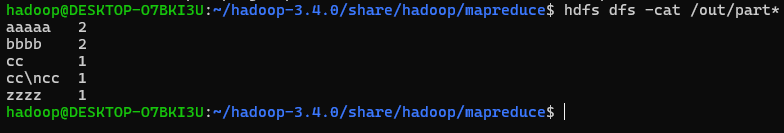 hadoop@DESKTOP-O7BKI3U:~/hadoop-3.4.0/share/hadoop/mapreduce$ hdfs dfs -cat /out/part*
aaaaa   2
bbbb    2
cc      1
cc\ncc  1
zzzz    1
hadoop@DESKTOP-O7BKI3U:~/hadoop-3.4.0/share/hadoop/mapreduce$